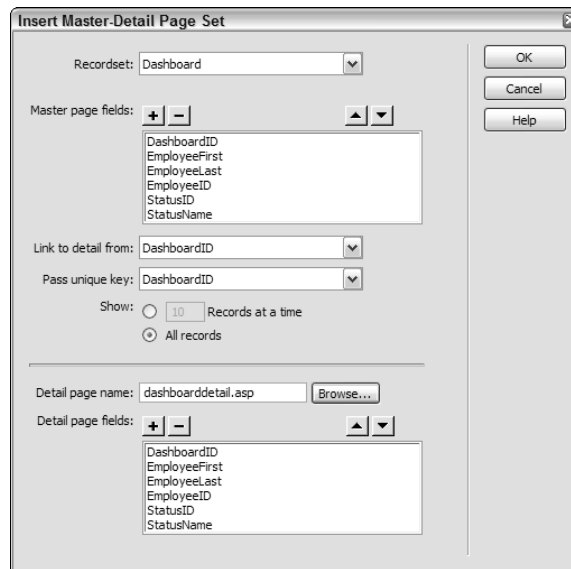 Insert Master-Detail Page Set
Recordset: Dashboard
OK
Cancel
Help
Master page fields:
DashboardID
EmployeeFirst
EmployeeLast
EmployeeID
StatusID
StatusName
Link to detail from: DashboardID
Pass unique key: DashboardID
Show: 10 Records at a time
All records
Detail page name: dashboarddetail.asp Browse...
Detail page fields:
DashboardID
EmployeeFirst
EmployeeLast
EmployeeID
StatusID
StatusName